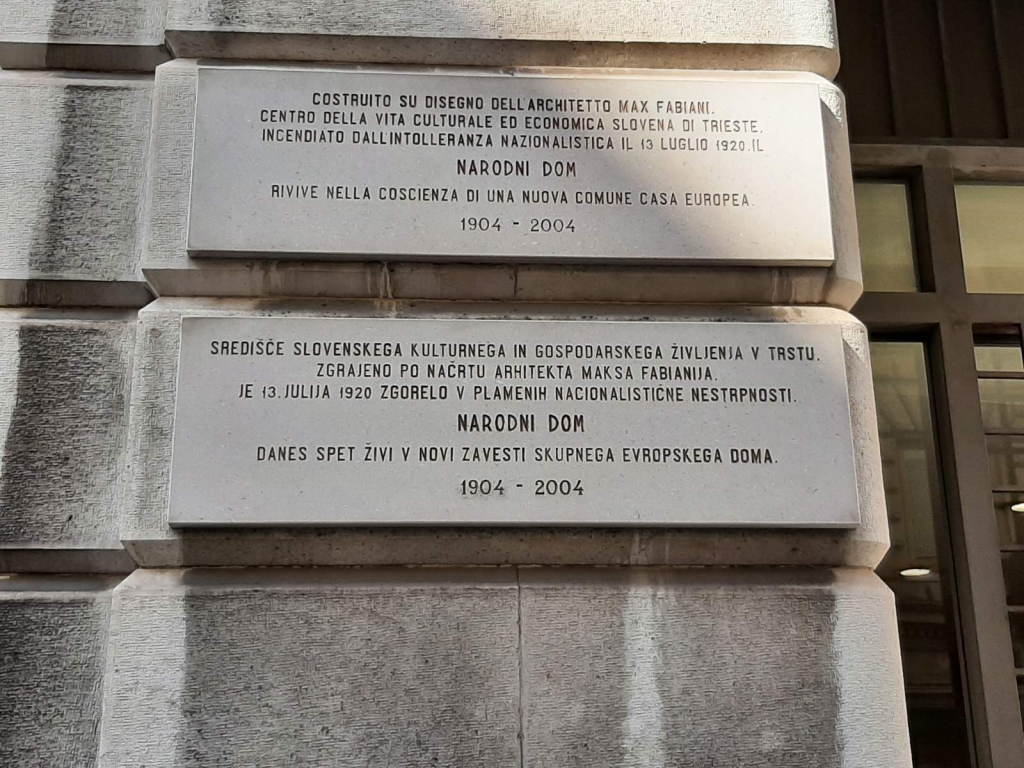 COSTRUITO SU DISEGNO DELL'ARCHITETTO MAX FABIANI.
CENTRO DELLA VITA CULTURALE ED ECONOMICA SLOVENA DI TRIESTE.
INCENDIATO DALL'INTOLLERANZA NAZIONALISTICA IL 13 LUGLIO 1920.IL
NARODNI DOM
RIVIVE NELLA COSCIENZA DI UNA NUOVA COMUNE CASA EUROPEA.
1904 - 2004
SREDIŠČE SLOVENSKEGA KULTURNEGA IN GOSPODARSKEGA ŽIVLJENJA V TRSTU.
ZGRAJENO PO NAČRTU ARHITEKTA MAKSA FABIANIJA.
JE 13. JULIJA 1920 ZGORELO V PLAMENIH NACIONALISTIČNE NESTRPNOSTI.
NARODNI DOM
DANES SPET ŽIVI V NOVI ZAVESTI SKUPNEGA EVROPSKEGA DOMA.
1904 - 2004